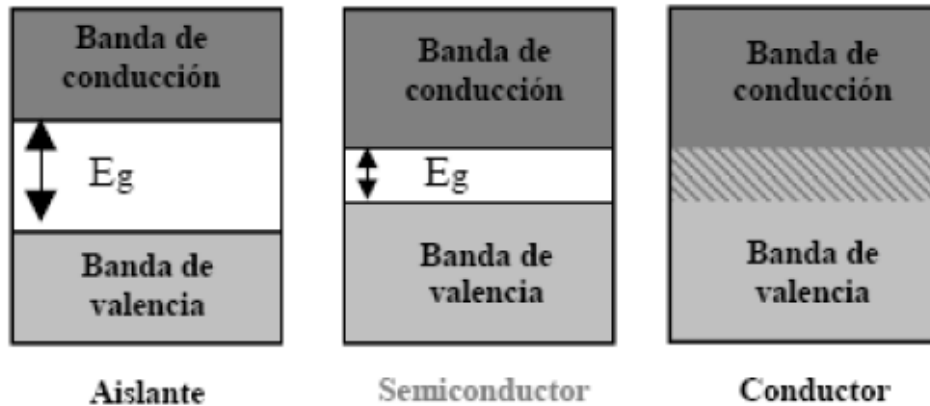 Banda de
conducción
Eg
Banda de
valencia
Aislante
Banda de
conducción
Eg
Banda de
valencia
Semiconductor
Banda de
conducción
Banda de
valencia
Conductor